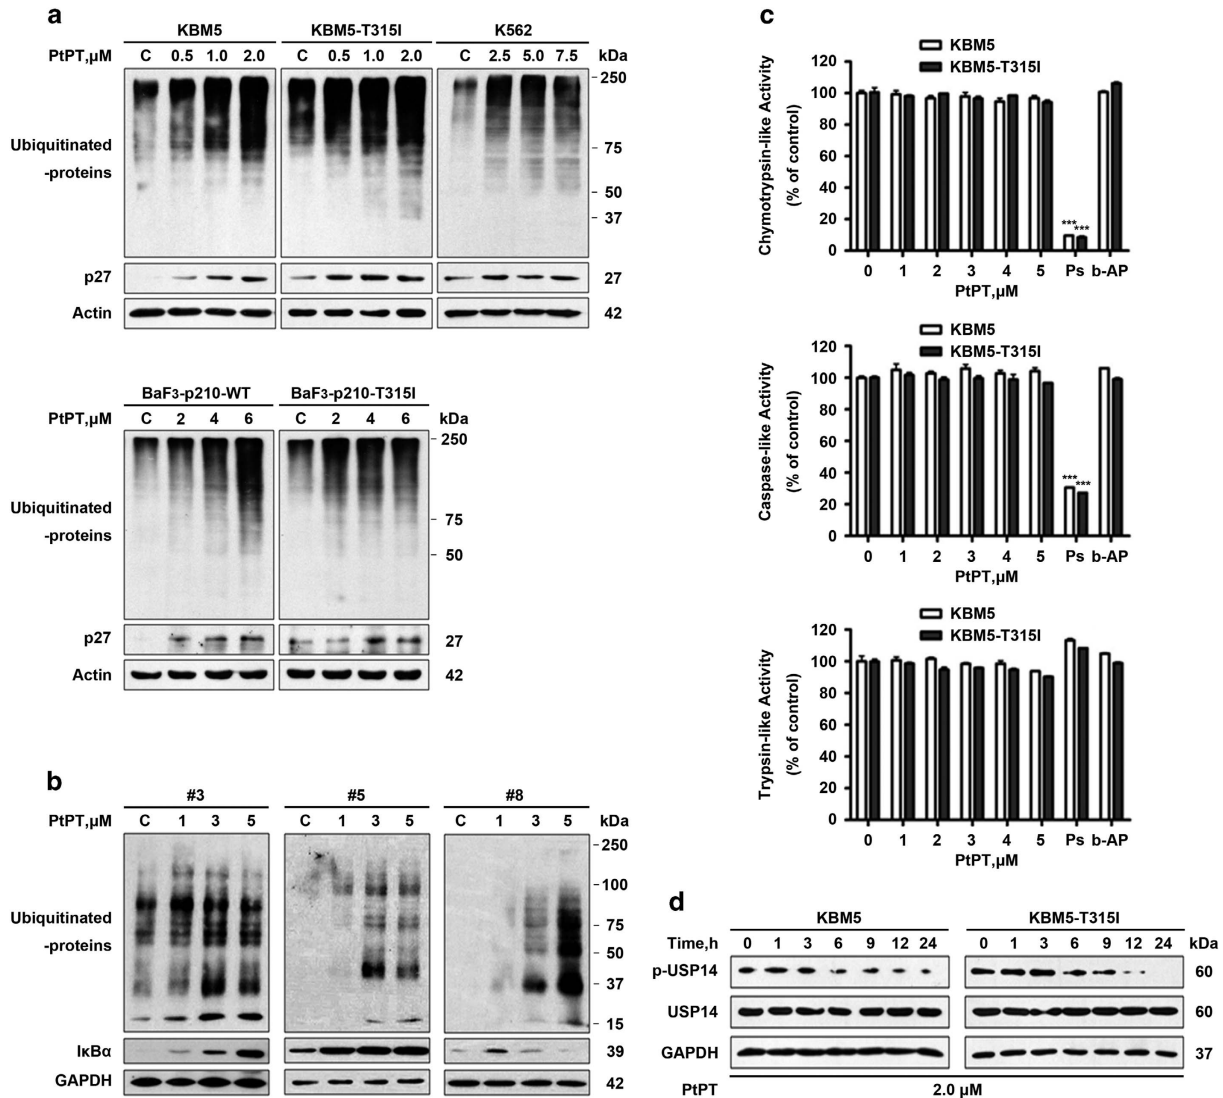 a
KBM5 KBM5-T315I K562
PtPT,µM C 0.5 1.0 2.0 C 0.5 1.0 2.0 C 2.5 5.0 7.5 kDa
250
Ubiquitinated
-proteins
75
50
37
p27 27
Actin 42
BaF3-p210-WT BaF3-p210-T315I
PtPT,µM C 2 4 6 C 2 4 6 kDa
250
Ubiquitinated
-proteins
75
50
p27 27
Actin 42
b
#3 #5 #8
PtPT,µM C 1 3 5 C 1 3 5 C 1 3 5 kDa
250
100
Ubiquitinated
-proteins
75
50
37
15
IκBα 39
GAPDH 42
c
KBM5
KBM5-T315I
Chymotrypsin-like Activity
(% of control)
120
100
80
60
40
20
0
*** ***
0 1 2 3 4 5 Ps b-AP
PtPT,µM
KBM5
KBM5-T315I
Caspase-like Activity
(% of control)
120
100
80
60
40
20
0
*** ***
0 1 2 3 4 5 Ps b-AP
PtPT,µM
KBM5
KBM5-T315I
Trypsin-like Activity
(% of control)
120
100
80
60
40
20
0
0 1 2 3 4 5 Ps b-AP
PtPT,µM
d
KBM5 KBM5-T315I
Time,h 0 1 3 6 9 12 24 0 1 3 6 9 12 24 kDa
p-USP14 60
USP14 60
GAPDH 37
PtPT 2.0 µM